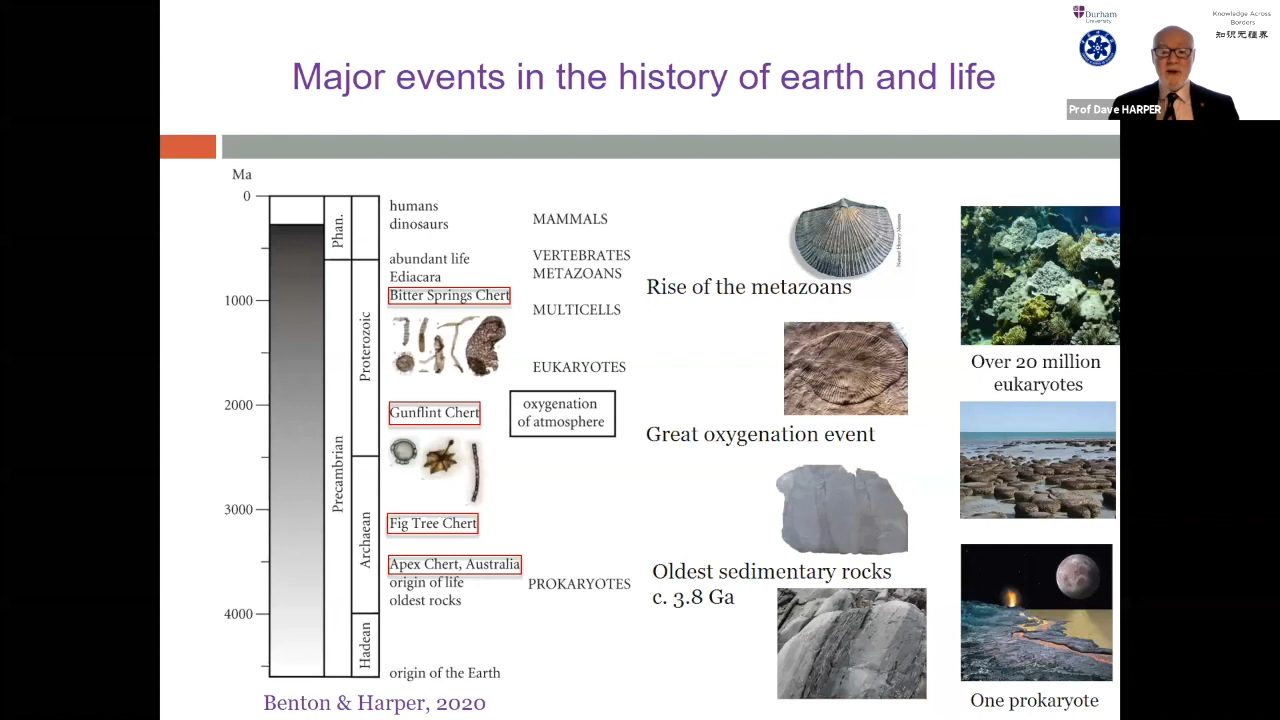 Durham
University
Knowledge Across
Borders
知识无疆界
Prof Dave HARPER
Major events in the history of earth and life
Ma
0
1000
2000
3000
4000
Phan.
Precambrian
Proterozoic
Archaean
Hadean
humans
dinosaurs
abundant life
Ediacara
Bitter Springs Chert
Gunflint Chert
Fig Tree Chert
Apex Chert, Australia
origin of life
oldest rocks
origin of the Earth
MAMMALS
VERTEBRATES
METAZOANS
MULTICELLS
EUKARYOTES
oxygenation
of atmosphere
PROKARYOTES
Natural History Museum
Rise of the metazoans
Great oxygenation event
Oldest sedimentary rocks
c. 3.8 Ga
Over 20 million
eukaryotes
One prokaryote
Benton & Harper, 2020